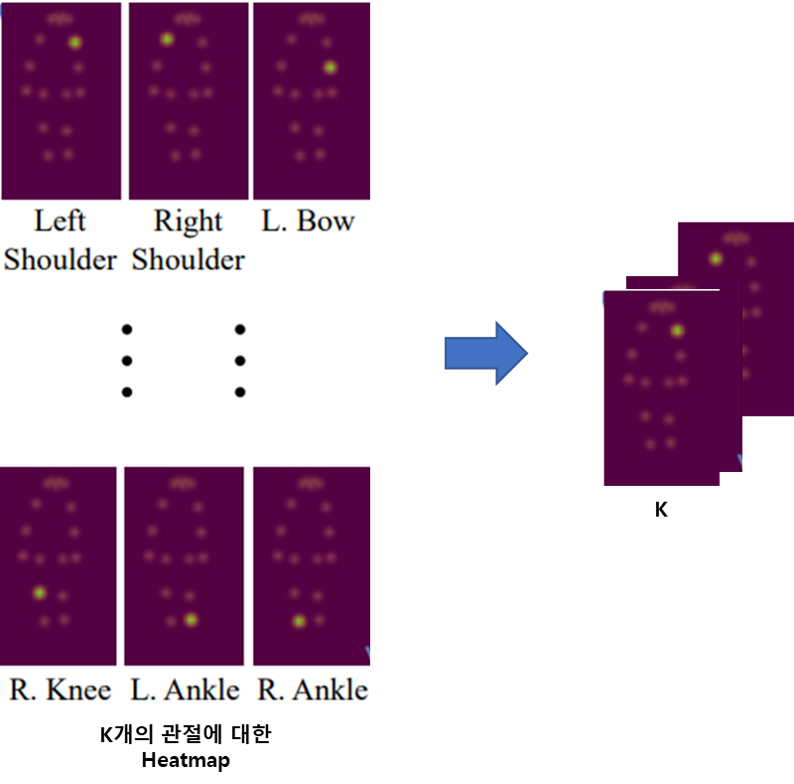 Left
Shoulder
Right
Shoulder
L. Bow
R. Knee
L. Ankle
R. Ankle
K개의 관절에 대한
Heatmap
K